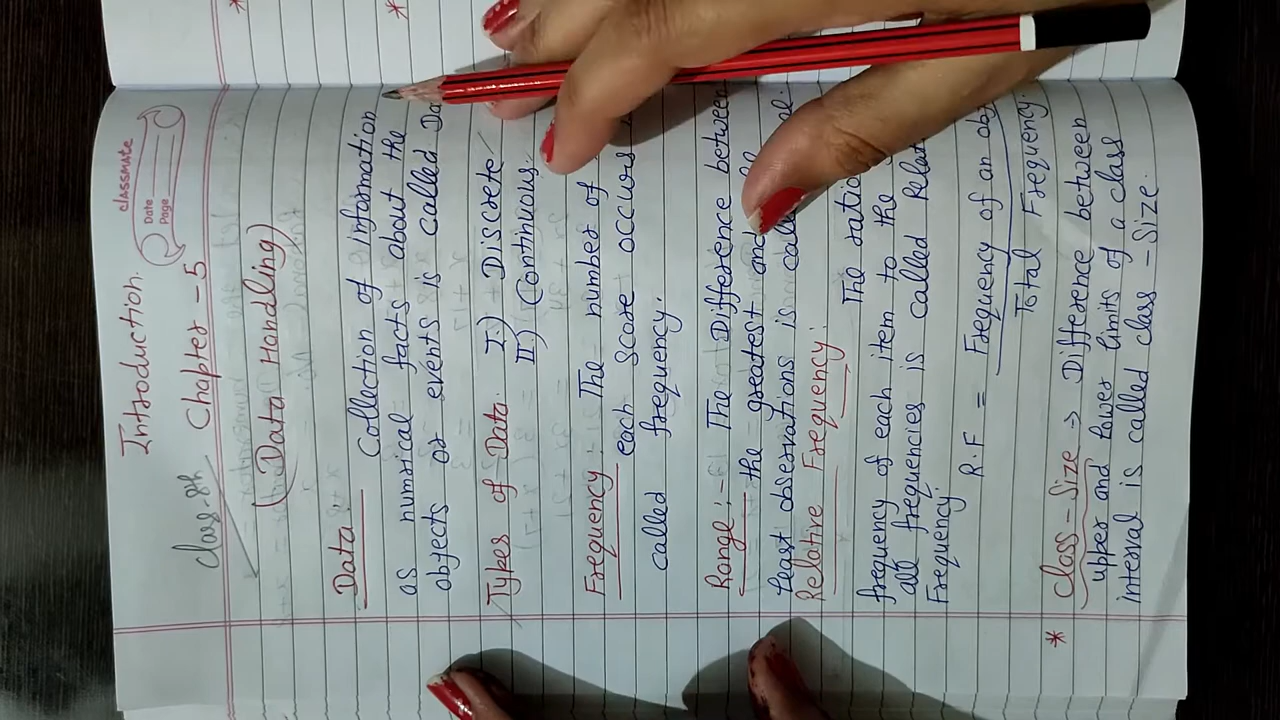 classmate
Date
Page
Introduction.
Class-8th Chapter - 5
(Data Handling)
Data: Collection of information
as numrical facts about the
objects or events is called
Types of Data: I.) Discrete
II.) Continuous.
Frequency: The number of
each Score occurs
called frequency.
Range:- The Difference between
the greatest and
least observations is
Relative Frequency:
The ratio
frequency of each item to the
all frequencies is called
Frequency
R.F = Frequency of an
Total Frequency.
* Class-Size → Difference between
upper and lower limits of a class
interval is called class - Size.